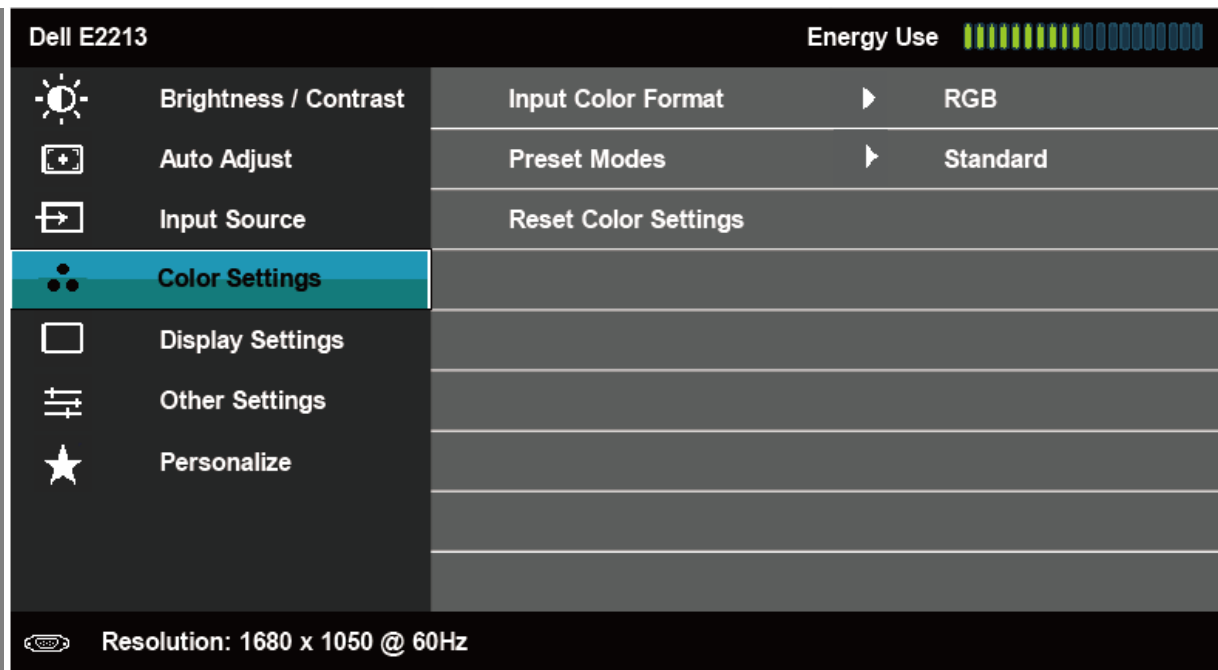 Dell E2213 Energy Use
Brightness / Contrast Input Color Format RGB
Auto Adjust Preset Modes Standard
Input Source Reset Color Settings
Color Settings
Display Settings
Other Settings
Personalize
Resolution: 1680 x 1050 @ 60Hz